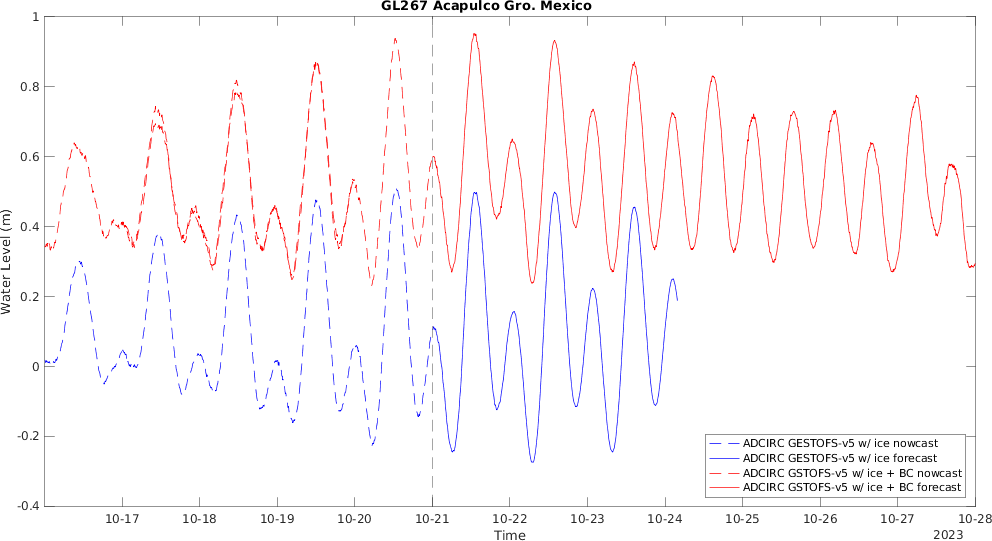 GL267 Acapulco Gro. Mexico
1
0.8
0.6
0.4
0.2
0
-0.2
-0.4
Water Level (m)
ADCIRC GESTOFS-v5 w/ ice nowcast
ADCIRC GESTOFS-v5 w/ ice forecast
ADCIRC GSTOFS-v5 w/ ice + BC nowcast
ADCIRC GSTOFS-v5 w/ ice + BC forecast
10-17 10-18 10-19 10-20 10-21 10-22 10-23 10-24 10-25 10-26 10-27 10-28
Time
2023